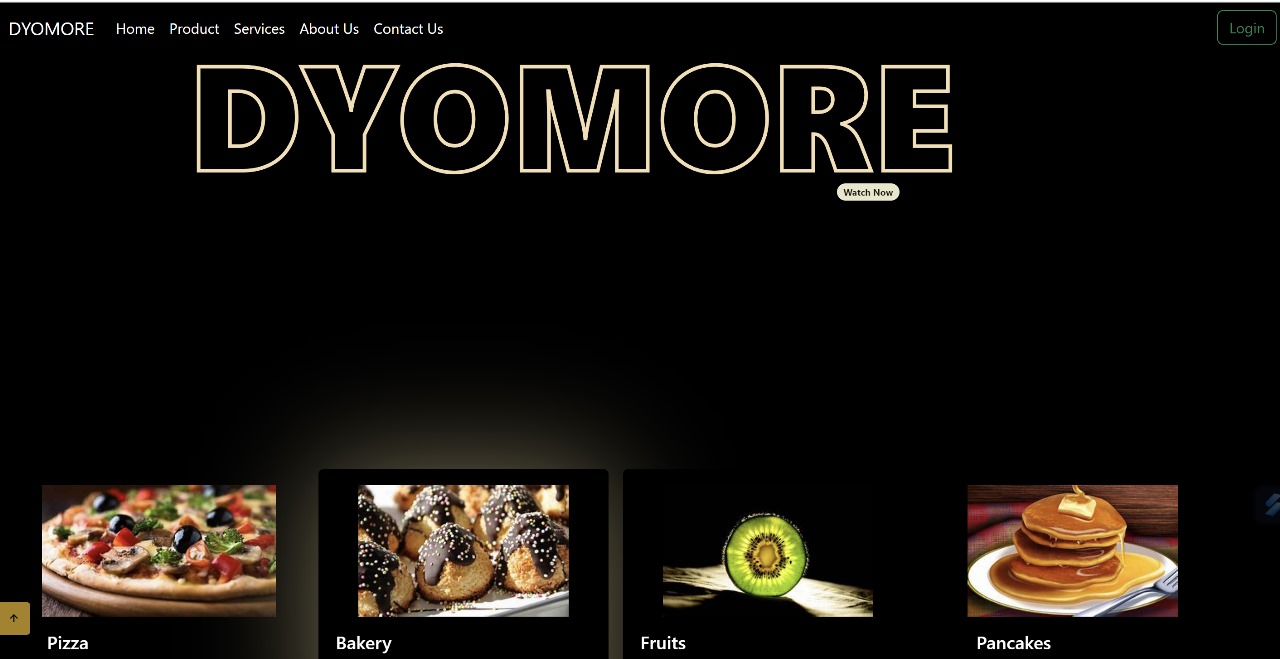 DYOMORE Home Product Services About Us Contact Us Login
DYOMORE
Watch Now
Pizza Bakery Fruits Pancakes